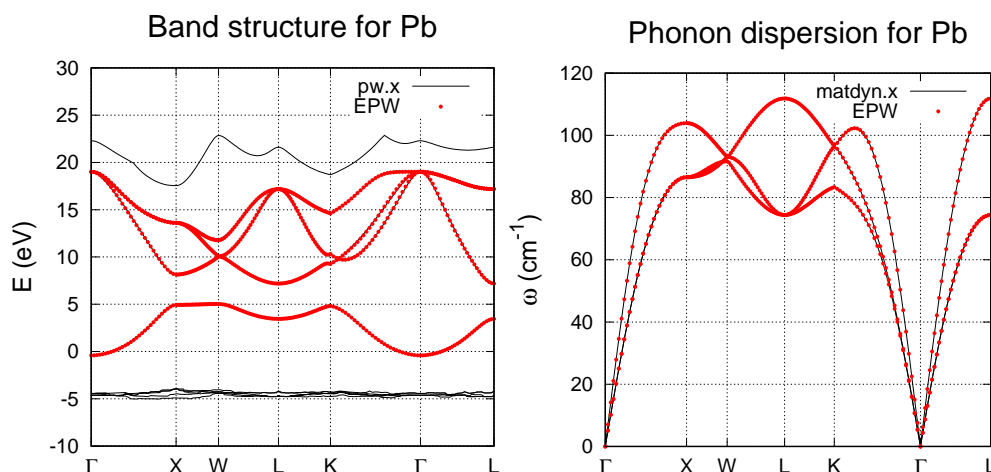 Band structure for Pb
30
25
20
15
10
5
0
-5
-10
E (eV)
Γ X W L K Γ L
pw.x
EPW
Phonon dispersion for Pb
120
100
80
60
40
20
0
ω (cm-1)
Γ X W L K Γ L
matdyn.x
EPW